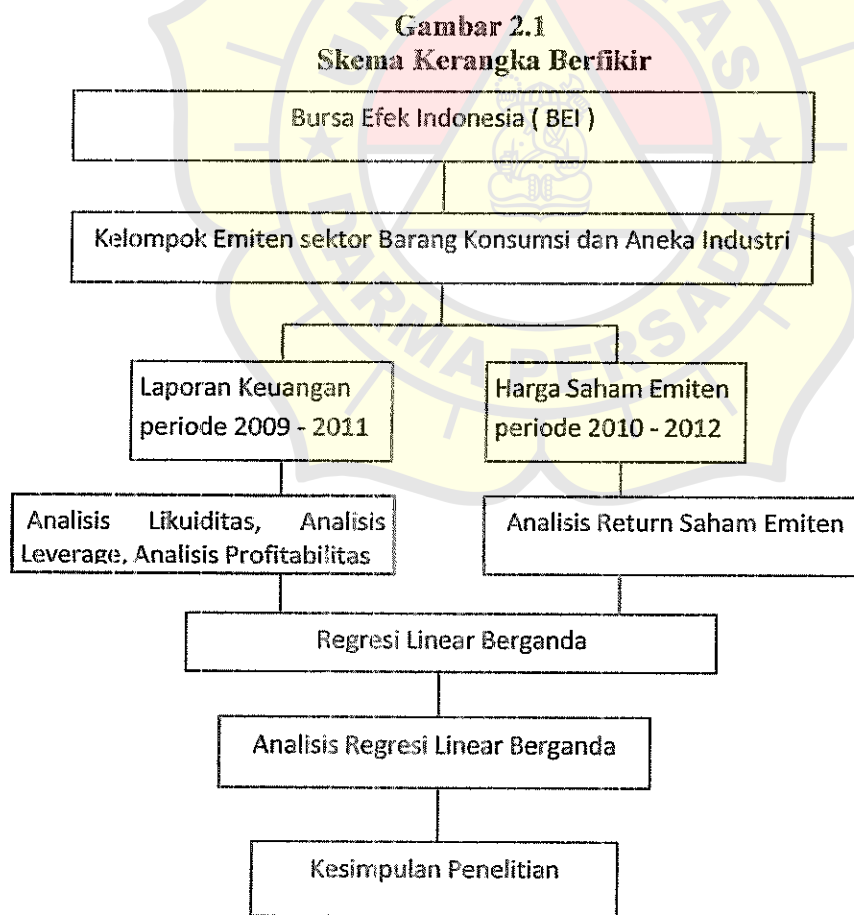 Gambar 2.1
Skema Kerangka Berfikir
Bursa Efek Indonesia ( BEI )
Kelompok Emiten sektor Barang Konsumsi dan Aneka Industri
Laporan Keuangan
periode 2009 - 2011
Harga Saham Emiten
periode 2010 - 2012
Analisis Likuiditas, Analisis
Leverage, Analisis Profitabilitas
Analisis Return Saham Emiten
Regresi Linear Berganda
Analisis Regresi Linear Berganda
Kesimpulan Penelitian
DARMA PERSADA